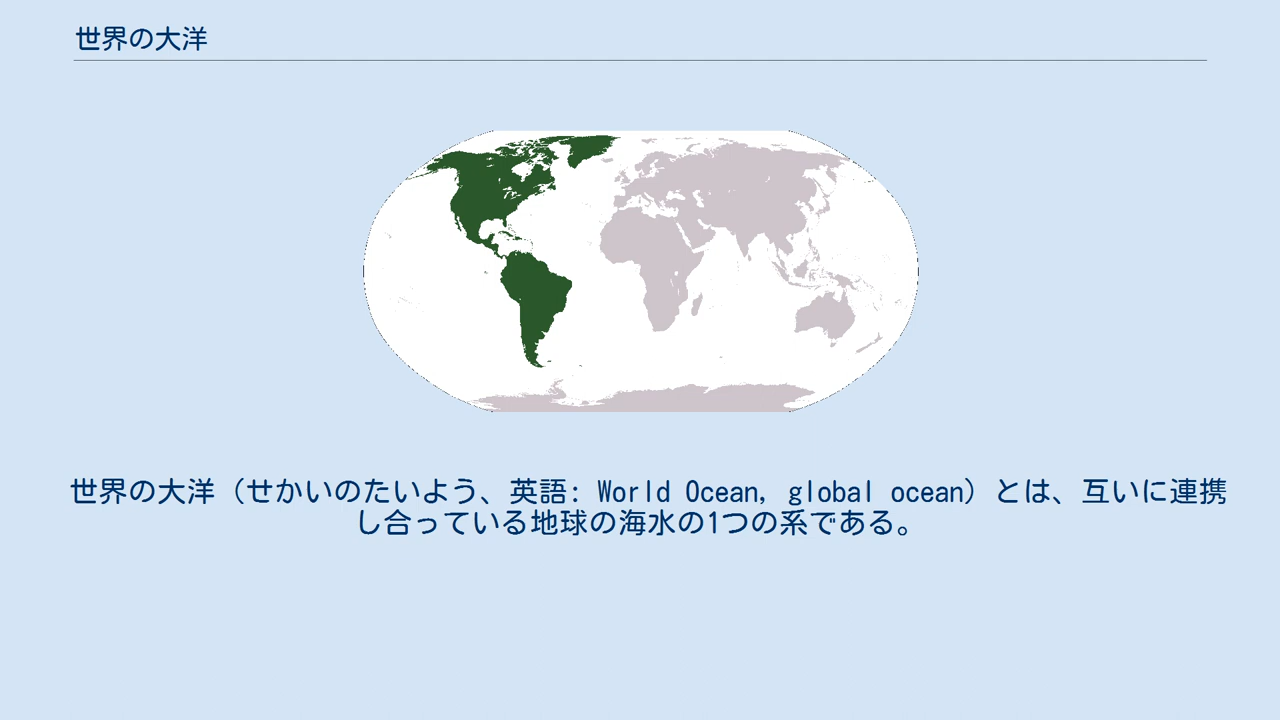 世界の大洋
世界の大洋（せかいのたいよう、英語: World Ocean, global ocean）とは、互いに連携
し合っている地球の海水の1つの系である。